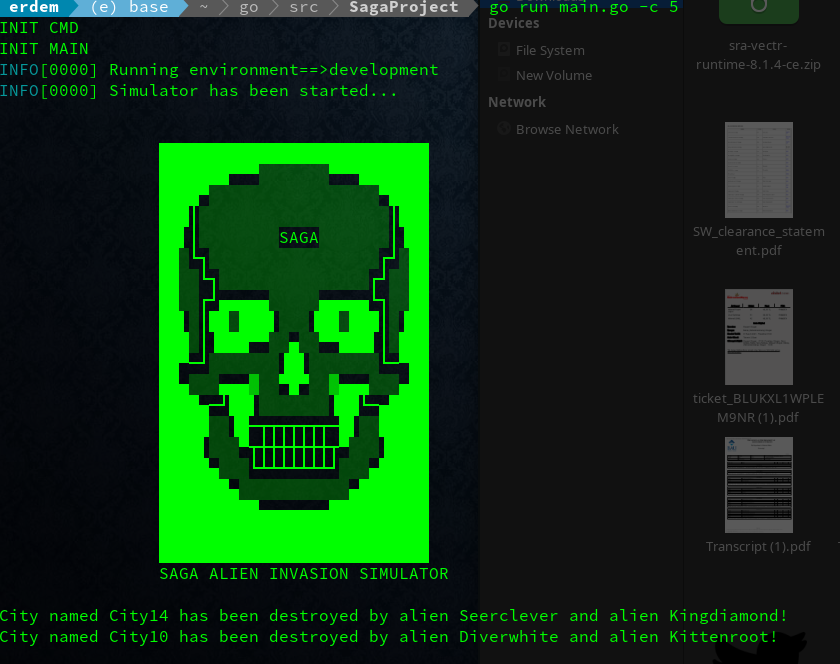 erdem (e) base ~ go src SagaProject go run main.go -c 5
INIT CMD
INIT MAIN
INFO[0000] Running environment==>development
INFO[0000] Simulator has been started...
SAGA
SAGA ALIEN INVASION SIMULATOR
City named City14 has been destroyed by alien Seerclever and alien Kingdiamond!
City named City10 has been destroyed by alien Diverwhite and alien Kittenroot!
Devices
File System
New Volume
Network
Browse Network
sra-vectr-
runtime-8.1.4-ce.zip
SW_clearance_statem
ent.pdf
ticket_BLUKXL1WPLE
M9NR (1).pdf
Transcript (1).pdf